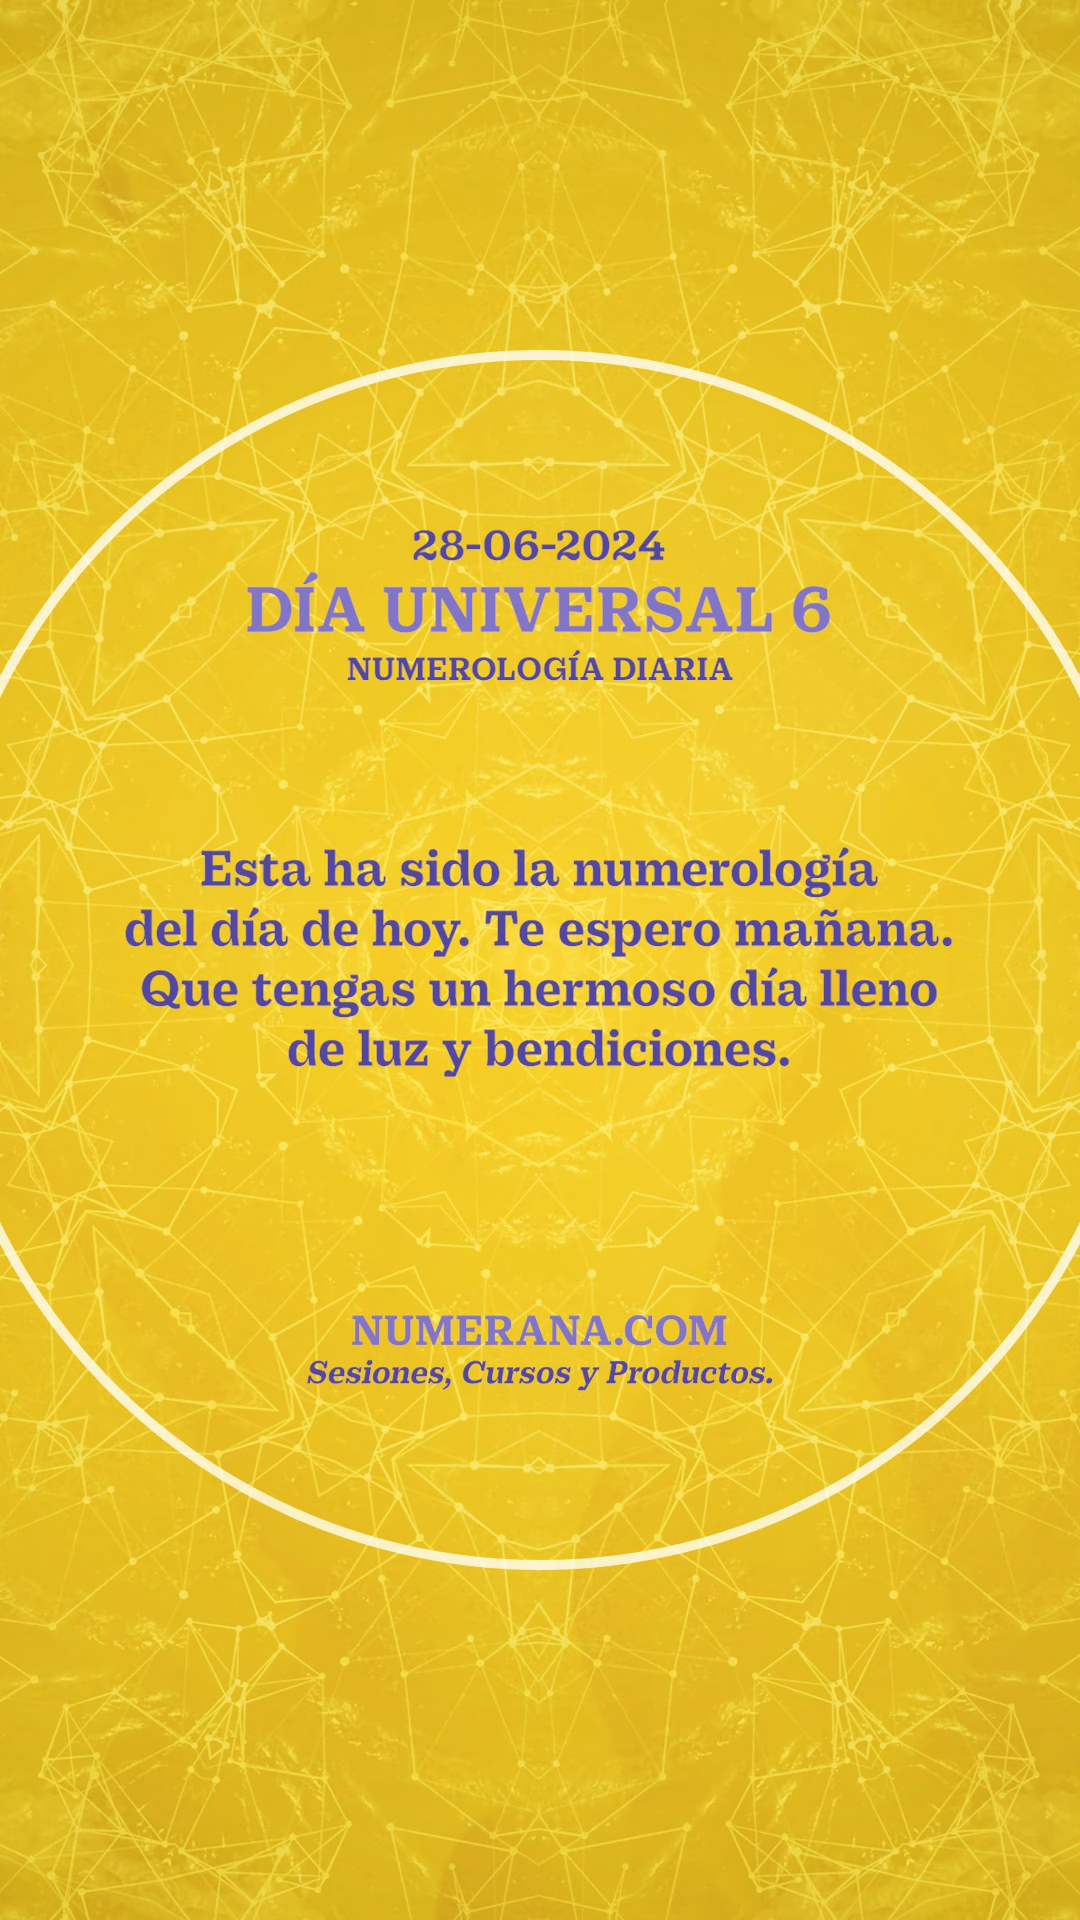 28-06-2024
DÍA UNIVERSAL 6
NUMEROLOGÍA DIARIA
Esta ha sido la numerología
del día de hoy. Te espero mañana.
Que tengas un hermoso día lleno
de luz y bendiciones.
NUMERANA.COM
Sesiones, Cursos y Productos.